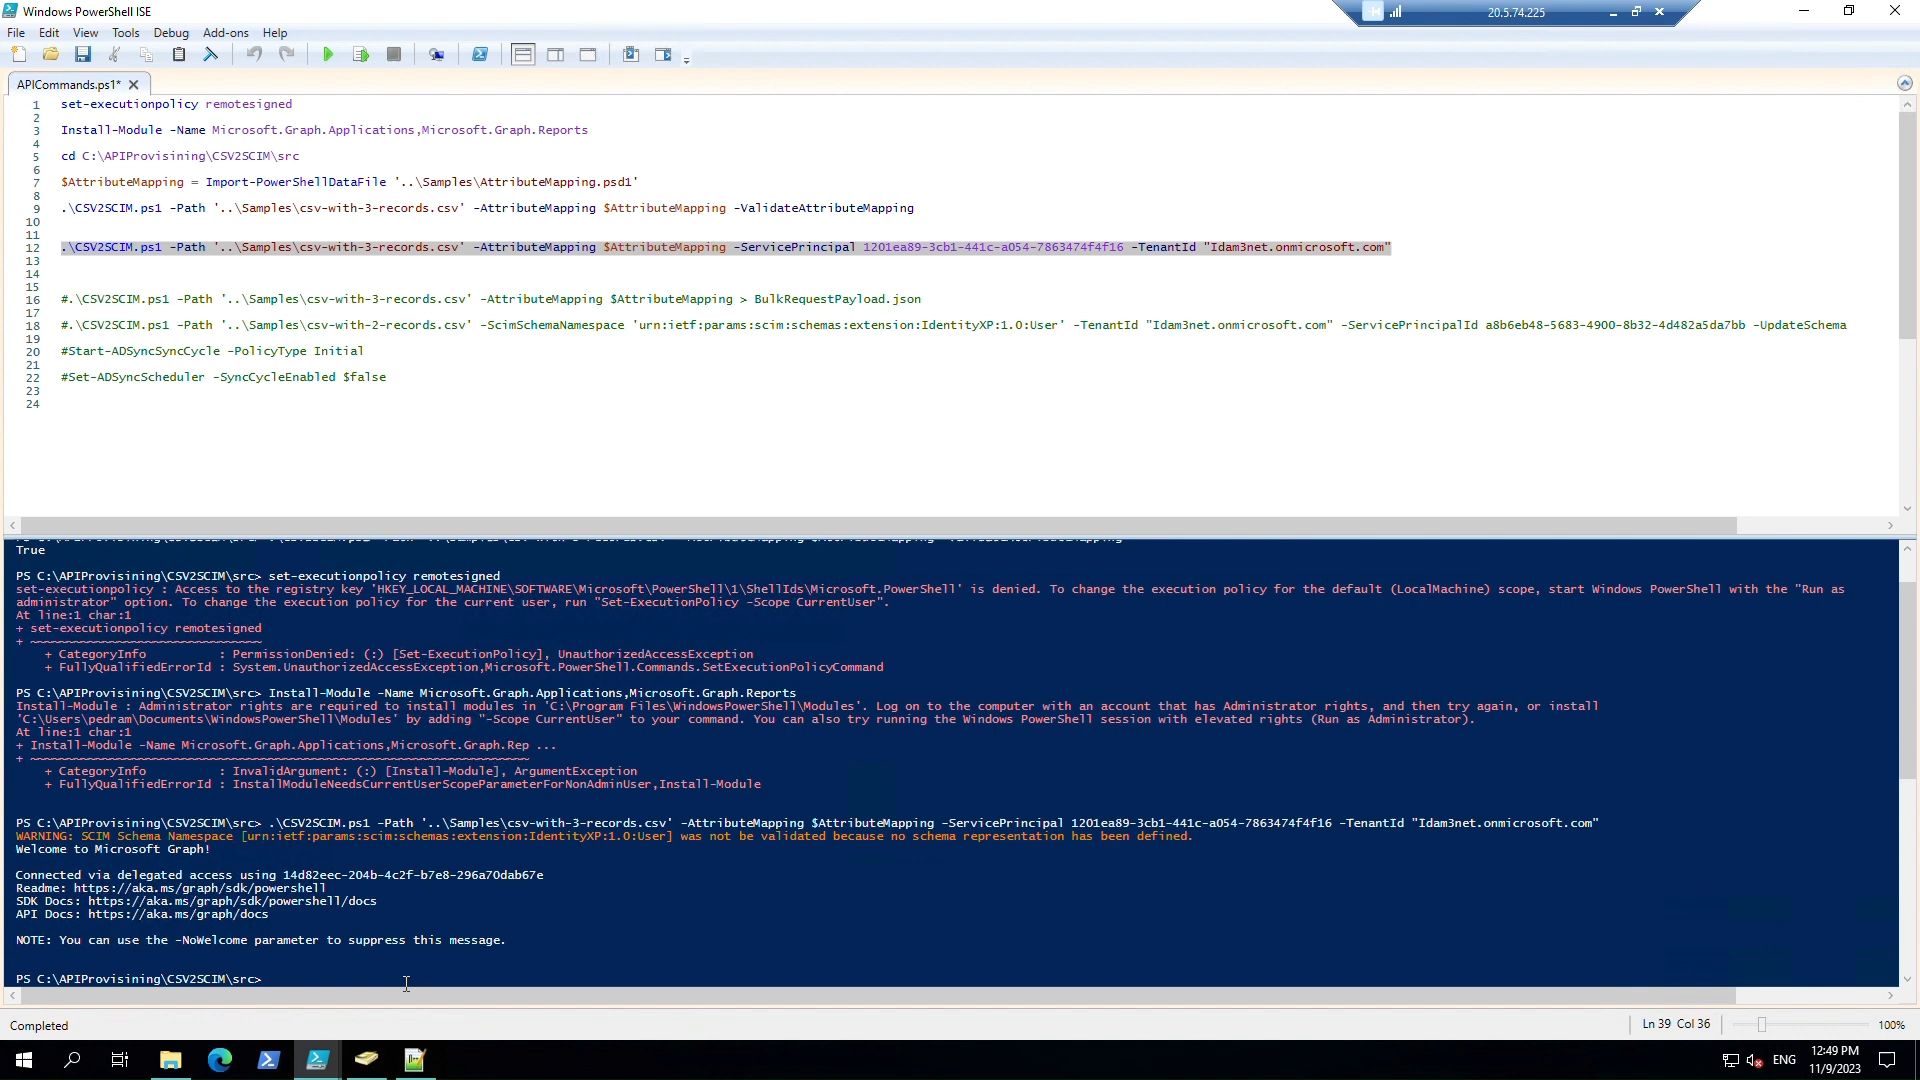 Windows PowerShell ISE
20.5.74.225
File Edit View Tools Debug Add-ons Help
APICommands.ps1*
1 set-executionpolicy remotesigned
2
3 Install-Module -Name Microsoft.Graph.Applications,Microsoft.Graph.Reports
4
5 cd C:\APIProvisining\CSV2SCIM\src
6
7 $AttributeMapping = Import-PowerShellDataFile '..\Samples\AttributeMapping.psd1'
8
9 .\CSV2SCIM.ps1 -Path '..\Samples\csv-with-3-records.csv' -AttributeMapping $AttributeMapping -ValidateAttributeMapping
10
11
12 .\CSV2SCIM.ps1 -Path '..\Samples\csv-with-3-records.csv' -AttributeMapping $AttributeMapping -ServicePrincipal 1201ea89-3cb1-441c-a054-7863474f4f16 -TenantId "Idam3net.onmicrosoft.com"
13
14
15
16 #.\CSV2SCIM.ps1 -Path '..\Samples\csv-with-3-records.csv' -AttributeMapping $AttributeMapping > BulkRequestPayload.json
17
18 #.\CSV2SCIM.ps1 -Path '..\Samples\csv-with-2-records.csv' -ScimSchemaNamespace 'urn:ietf:params:scim:schemas:extension:IdentityXP:1.0:User' -TenantId "Idam3net.onmicrosoft.com" -ServicePrincipalId a8b6eb48-5683-4900-8b32-4d482a5da7bb -UpdateSchema
19
20 #Start-ADSyncSyncCycle -PolicyType Initial
21
22 #Set-ADSyncScheduler -SyncCycleEnabled $false
23
24
True
PS C:\APIProvisining\CSV2SCIM\src> set-executionpolicy remotesigned
set-executionpolicy : Access to the registry key 'HKEY_LOCAL_MACHINE\SOFTWARE\Microsoft\PowerShell\1\ShellIds\Microsoft.PowerShell' is denied. To change the execution policy for the default (LocalMachine) scope, start Windows PowerShell with the "Run as
administrator" option. To change the execution policy for the current user, run "Set-ExecutionPolicy -Scope CurrentUser".
At line:1 char:1
+ set-executionpolicy remotesigned
+ ~~~~~~~~~~~~~~~~~~~~~~~~~~~~~~~~
+ CategoryInfo : PermissionDenied: (:) [Set-ExecutionPolicy], UnauthorizedAccessException
+ FullyQualifiedErrorId : System.UnauthorizedAccessException,Microsoft.PowerShell.Commands.SetExecutionPolicyCommand
PS C:\APIProvisining\CSV2SCIM\src> Install-Module -Name Microsoft.Graph.Applications,Microsoft.Graph.Reports
Install-Module : Administrator rights are required to install modules in 'C:\Program Files\WindowsPowerShell\Modules'. Log on to the computer with an account that has Administrator rights, and then try again, or install
'C:\Users\pedram\Documents\WindowsPowerShell\Modules' by adding "-Scope CurrentUser" to your command. You can also try running the Windows PowerShell session with elevated rights (Run as Administrator).
At line:1 char:1
+ Install-Module -Name Microsoft.Graph.Applications,Microsoft.Graph.Rep ...
+ ~~~~~~~~~~~~~~~~~~~~~~~~~~~~~~~~~~~~~~~~~~~~~~~~~~~~~~~~~~~~~~~~~~~~~
+ CategoryInfo : InvalidArgument: (:) [Install-Module], ArgumentException
+ FullyQualifiedErrorId : InstallModuleNeedsCurrentUserScopeParameterForNonAdminUser,Install-Module
PS C:\APIProvisining\CSV2SCIM\src> .\CSV2SCIM.ps1 -Path '..\Samples\csv-with-3-records.csv' -AttributeMapping $AttributeMapping -ServicePrincipal 1201ea89-3cb1-441c-a054-7863474f4f16 -TenantId "Idam3net.onmicrosoft.com"
WARNING: SCIM Schema Namespace [urn:ietf:params:scim:schemas:extension:IdentityXP:1.0:User] was not be validated because no schema representation has been defined.
Welcome to Microsoft Graph!
Connected via delegated access using 14d82eec-204b-4c2f-b7e8-296a70dab67e
Readme: https://aka.ms/graph/sdk/powershell
SDK Docs: https://aka.ms/graph/sdk/powershell/docs
API Docs: https://aka.ms/graph/docs
NOTE: You can use the -NoWelcome parameter to suppress this message.
PS C:\APIProvisining\CSV2SCIM\src>
Completed
Ln 39 Col 36
100%
ENG
12:49 PM
11/9/2023